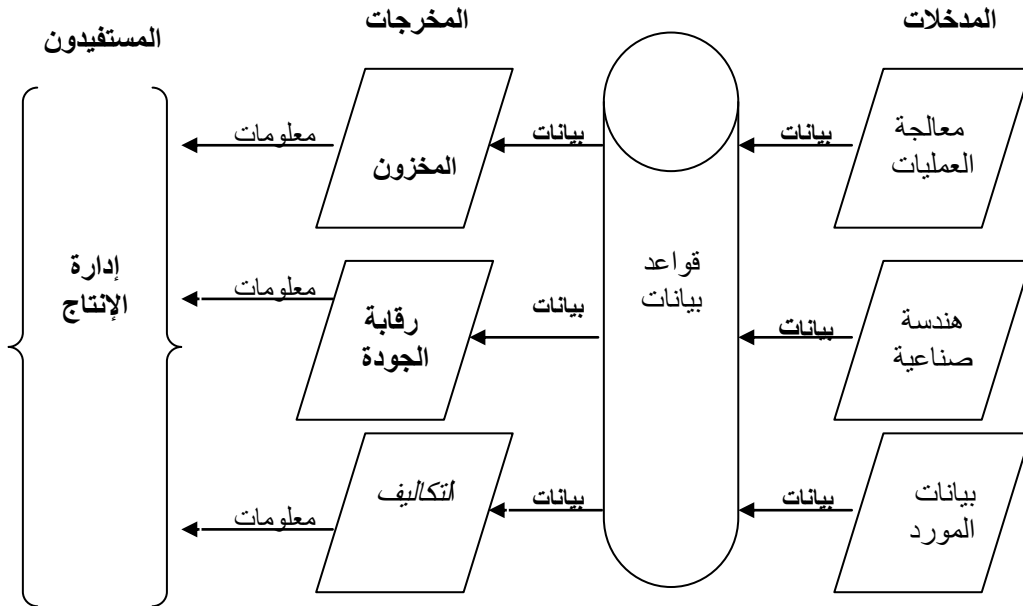 المدخلات
المخرجات
المستفيدون
معالجة
العمليات
بيانات
بيانات
المخزون
معلومات
هندسة
صناعية
بيانات
قواعد
بيانات
بيانات
رقابة
الجودة
معلومات
إدارة
الإنتاج
بيانات
المورد
بيانات
بيانات
لتكاليف
معلومات